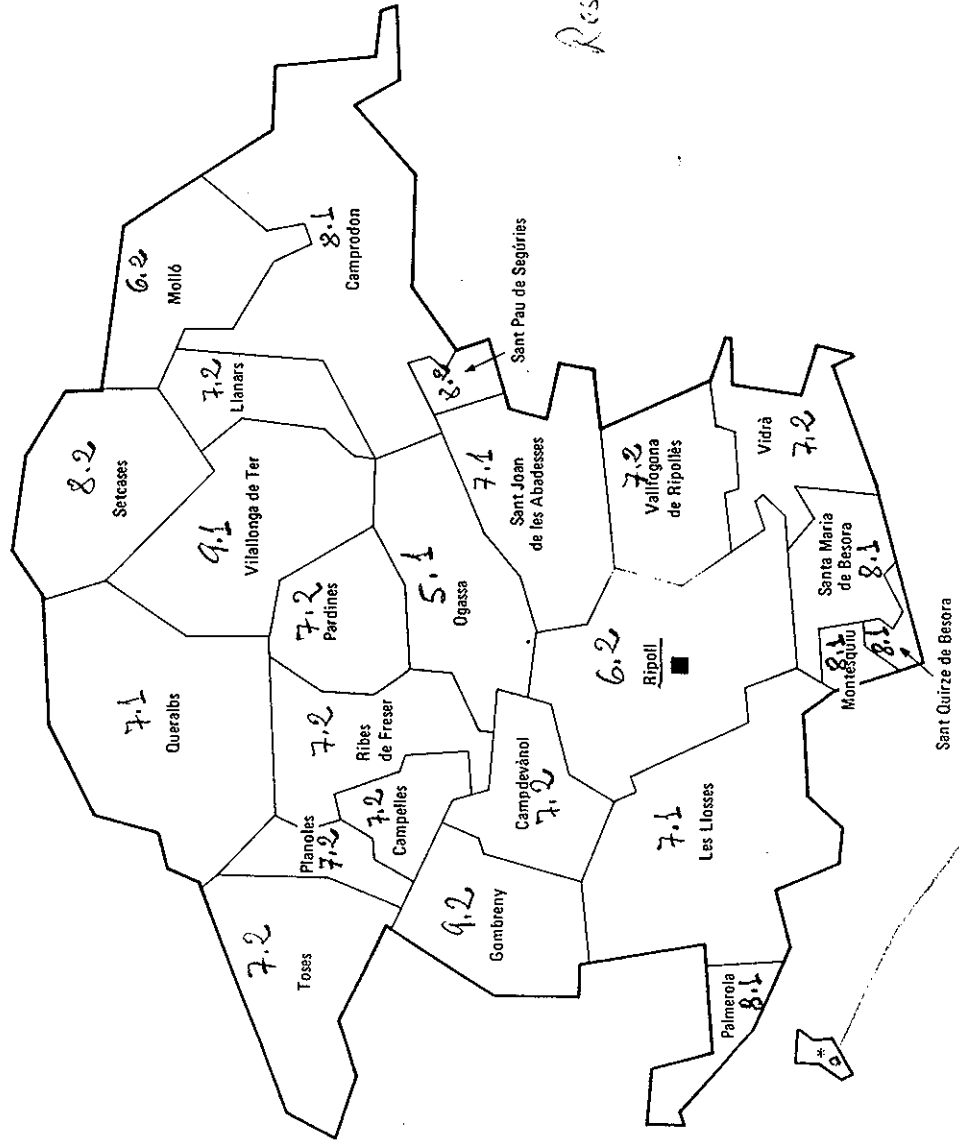 8.2
Setcases
6.2
Molló
7.1
Queralbs
9.1
Vilallonga de Ter
7.2
Llanars
8.1
Camprodon
7.2
Toses
Planoles
7.2
7.2
Ribes
de Freser
7.2
Pardines
7.2
Campelles
5.1
Ogassa
8.2
Sant Pau de Segúries
9.2
Gombreny
Campdevànol
7.2
7.1
Sant Joan
de les Abadesses
6.2
Ripoll
7.2
Vallfogona
de Ripollès
7.1
Les Llosses
Vidrà
7.2
Palmerola
8.1
8.1
Montesquiu
Santa Maria
de Besora
8.1
8.1
Sant Quirze de Besora
*